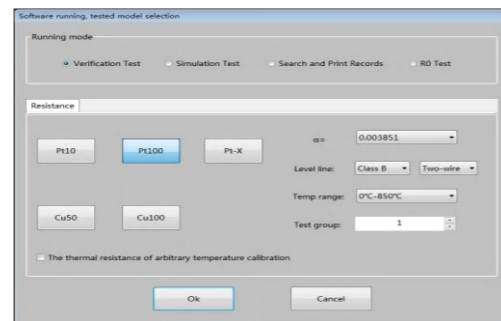 Software running, tested model selection
Running mode
Verification Test Simulation Test Search and Print Records R0 Test
Resistance
Pt10 Pt100 Pt-X
α= 0.003851
Level line: Class B Two-wire
Temp range: 0℃-850℃
Cu50 Cu100
Test group: 1
The thermal resistance of arbitrary temperature calibration
Ok Cancel